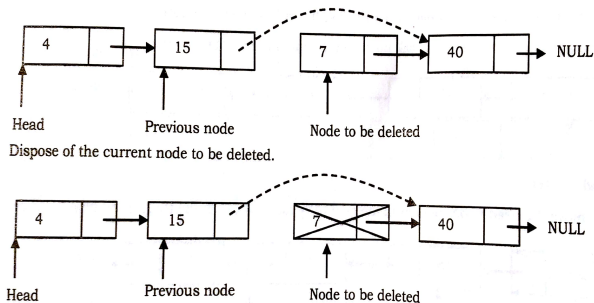 4 15 7 40 NULL
Head Previous node Node to be deleted
Dispose of the current node to be deleted.
4 15 7 40 NULL
Head Previous node Node to be deleted